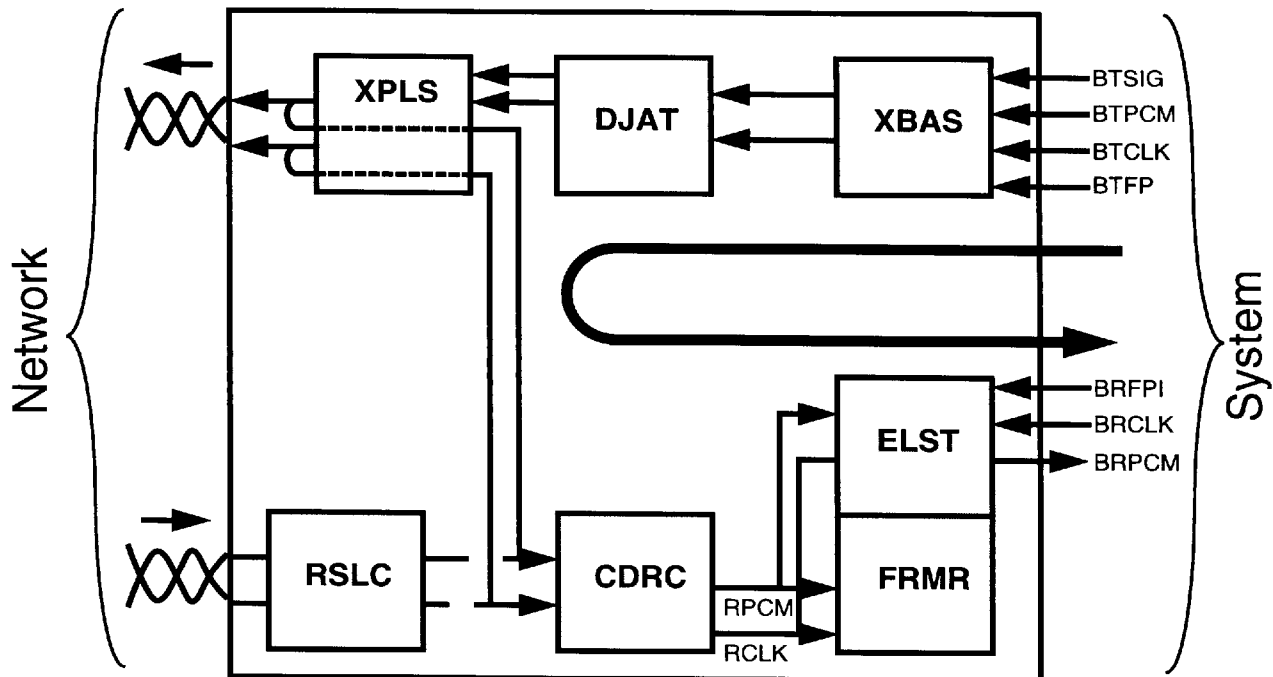 XPLS
DJAT
XBAS
BTSIG
BTPCM
BTCLK
BTFP
Network
System
BRFPI
BRCLK
BRPCM
ELST
RSLC
CDRC
FRMR
RPCM
RCLK